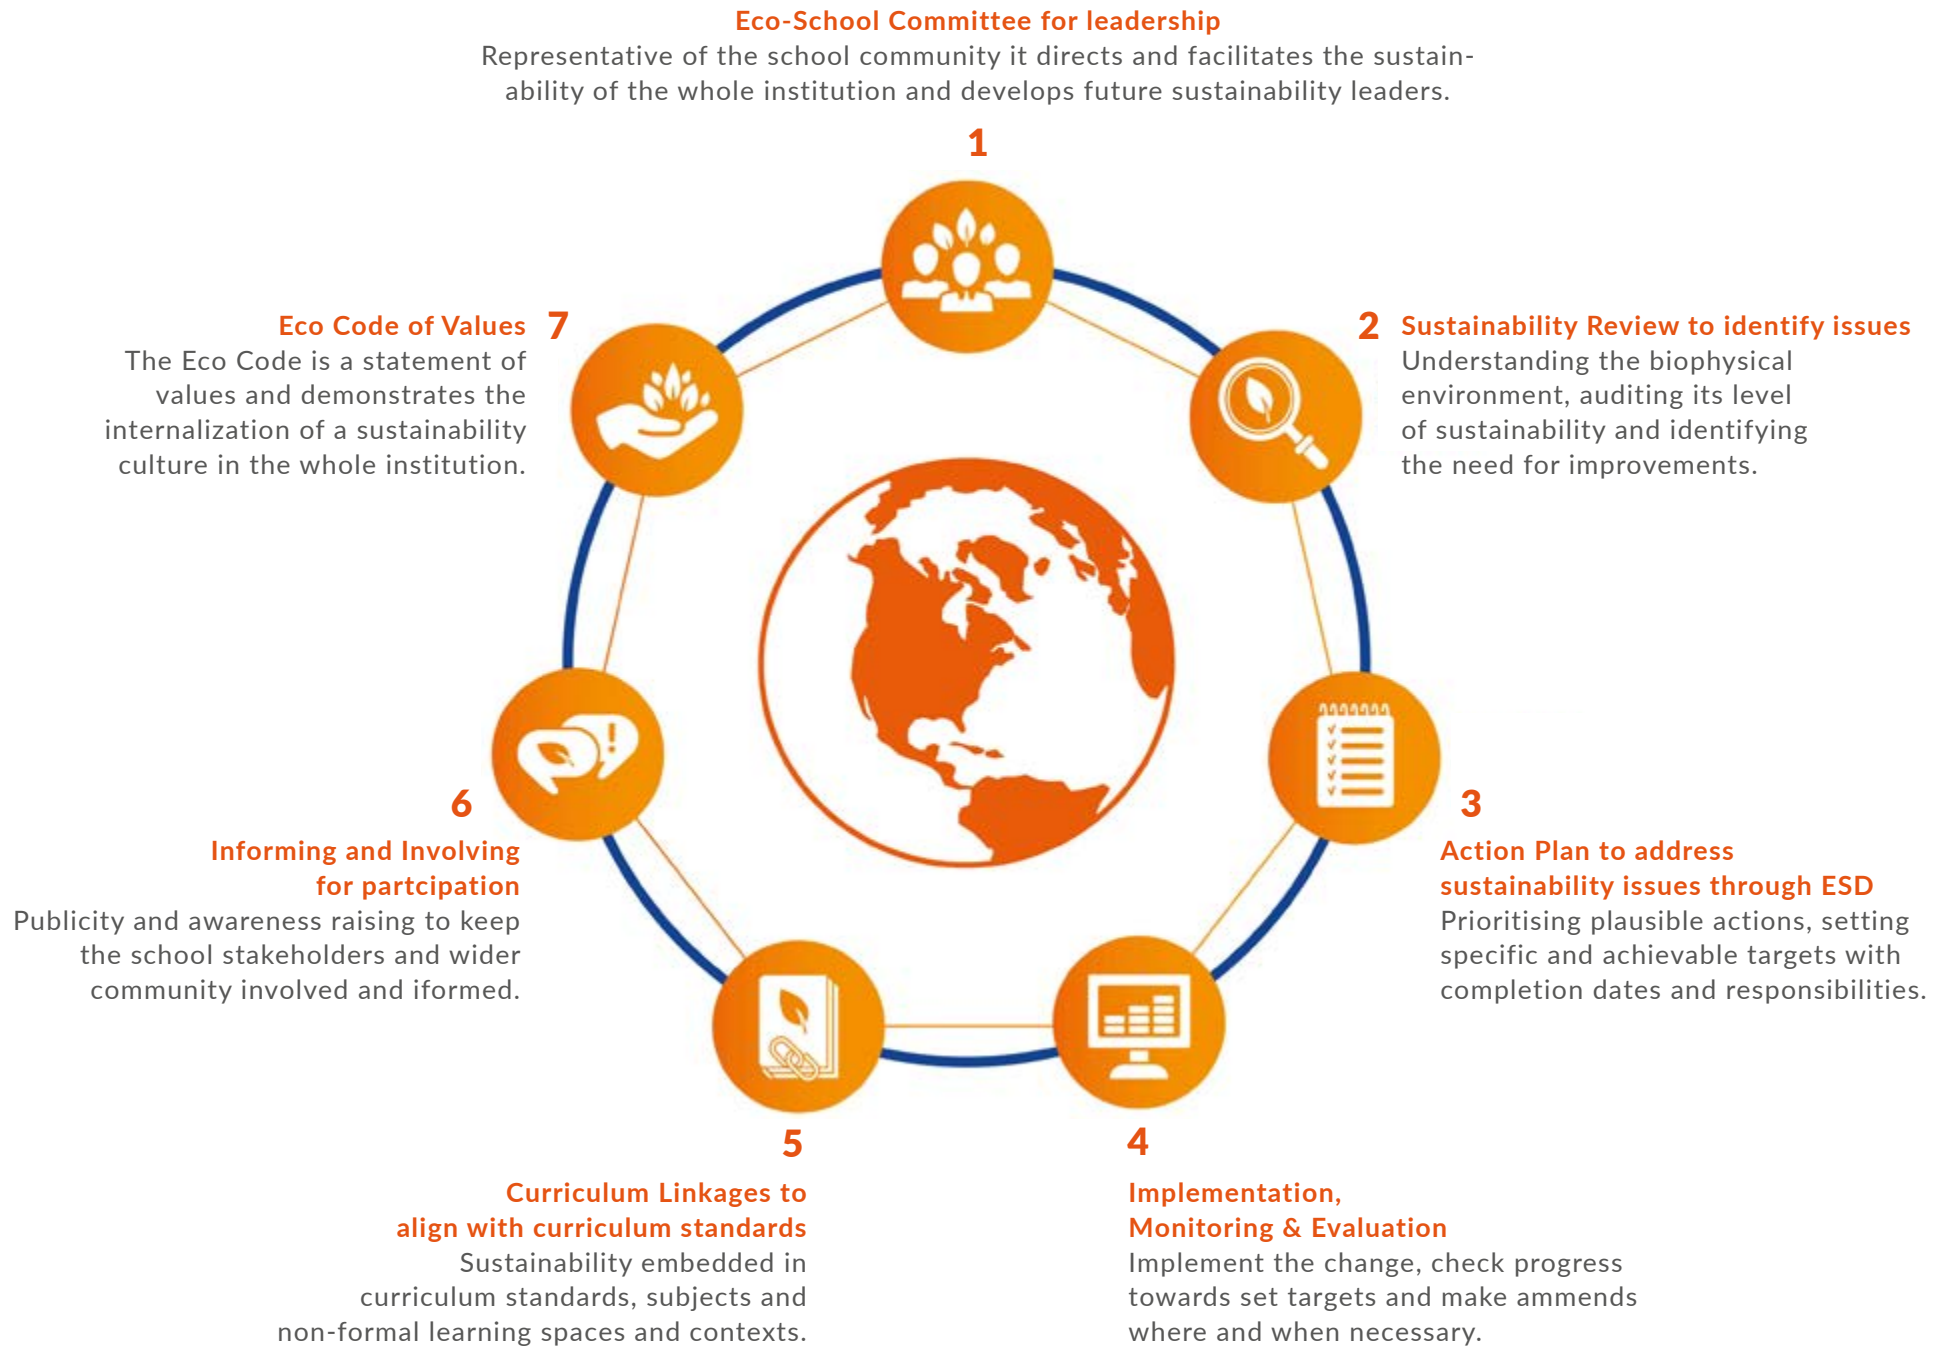 Eco-School Committee for leadership
Representative of the school community it directs and facilitates the sustain-
ability of the whole institution and develops future sustainability leaders.
1
2
Sustainability Review to identify issues
Understanding the biophysical
environment, auditing its level
of sustainability and identifying
the need for improvements.
3
Action Plan to address
sustainability issues through ESD
Prioritising plausible actions, setting
specific and achievable targets with
completion dates and responsibilities.
4
Implementation,
Monitoring & Evaluation
Implement the change, check progress
towards set targets and make ammends
where and when necessary.
5
Curriculum Linkages to
align with curriculum standards
Sustainability embedded in
curriculum standards, subjects and
non-formal learning spaces and contexts.
6
Informing and Involving
for partcipation
Publicity and awareness raising to keep
the school stakeholders and wider
community involved and iformed.
7
Eco Code of Values
The Eco Code is a statement of
values and demonstrates the
internalization of a sustainability
culture in the whole institution.
!